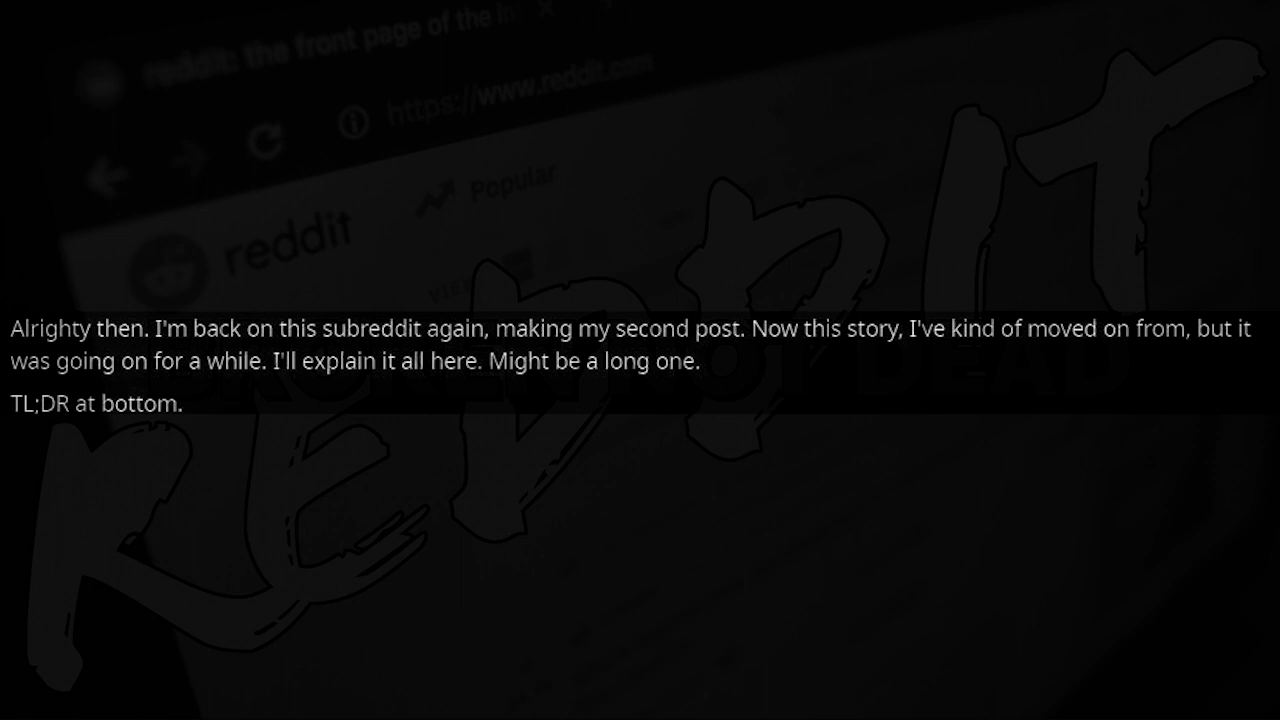 reddit: the front page of the in
https://www.reddit.com
Popular
reddit
VIE
REDDIT
Alrighty then. I'm back on this subreddit again, making my second post. Now this story, I've kind of moved on from, but it
was going on for a while. I'll explain it all here. Might be a long one.
TL;DR at bottom.